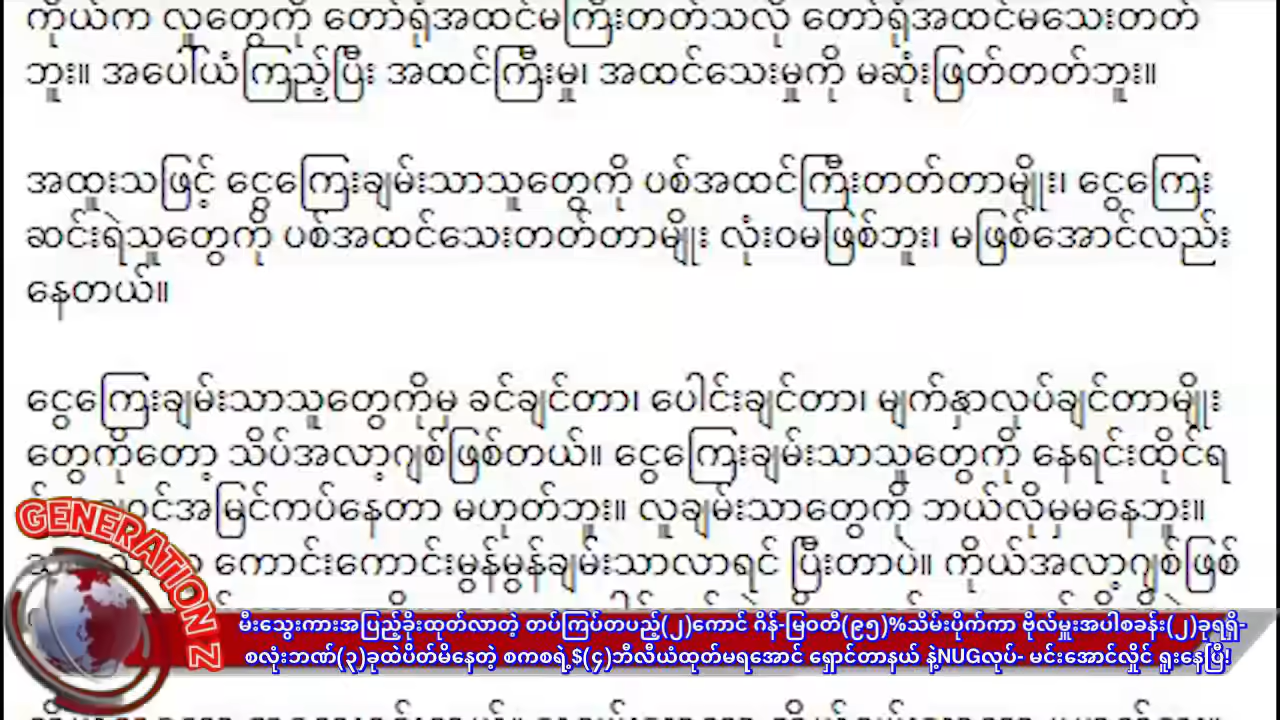 ကိုယ်က လူတွေကို တော်ရုံအထင်မကြီးတတ်သလို တော်ရုံအထင်မသေးတတ်
ဘူး။ အပေါ်ယံကြည့်ပြီး အထင်ကြီးမှု၊ အထင်သေးမှုကို မဆုံးဖြတ်တတ်ဘူး။
အထူးသဖြင့် ငွေကြေးချမ်းသာသူတွေကို ပစ်အထင်ကြီးတတ်တာမျိုး၊ ငွေကြေး
ဆင်းရဲသူတွေကို ပစ်အထင်သေးတတ်တာမျိုး လုံးဝမဖြစ်ဘူး၊ မဖြစ်အောင်လည်း
နေတယ်။
ငွေကြေးချမ်းသာသူတွေကိုမှ ခင်ချင်တာ၊ ပေါင်းချင်တာ၊ မျက်နှာလုပ်ချင်တာမျိုး
တွေကိုတော့ သိပ်အလာ့ဂျစ်ဖြစ်တယ်။ ငွေကြေးချမ်းသာသူတွေကို နေရင်းထိုင်ရ
အမြင်ကပ်နေတာ မဟုတ်ဘူး။ လူချမ်းသာတွေကို ဘယ်လိုမှမနေဘူး။
ကောင်းကောင်းမွန်မွန်ချမ်းသာလာရင် ပြီးတာပဲ။ ကိုယ်အလာ့ဂျစ်ဖြစ်
GENERATION Z
မီးသွေးကားအပြည့်ခိုးထုတ်လာတဲ့ တပ်ကြပ်တပည့်(၂)ကောင် ဂိန်-မြဝတီ(၉၅)%သိမ်းပိုက်ကာ ဗိုလ်မှူးအပါစခန်း(၂)ခုရရှိ-
စလုံးဘဏ်(၃)ခုထဲပိတ်မိနေတဲ့ စကစရဲ့$(၄)ဘီလီယံထုတ်မရအောင် ရှောင်တာနယ် နဲ့NUGလုပ်- မင်းအောင်လှိုင် ရူးနေပြီ!